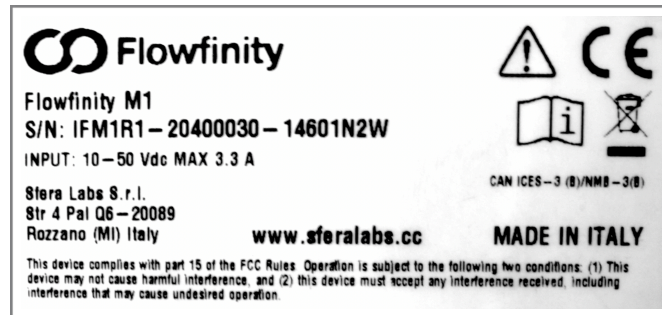 Flowfinity
Flowfinity M1
S/N: IFM1R1-20400030-14601N2W
INPUT: 10-50 Vdc MAX 3.3 A
CAN ICES-3 (B)/NMB-3(B)
Sfera Labs S.r.l.
Str 4 Pal Q6-20089
Rozzano (MI) Italy
www.sferalabs.cc
MADE IN ITALY
This device complies with part 15 of the FCC Rules. Operation is subject to the following two conditions: (1) This
device may not cause harmful interference, and (2) this device must accept any interference received, including
interference that may cause undesired operation.